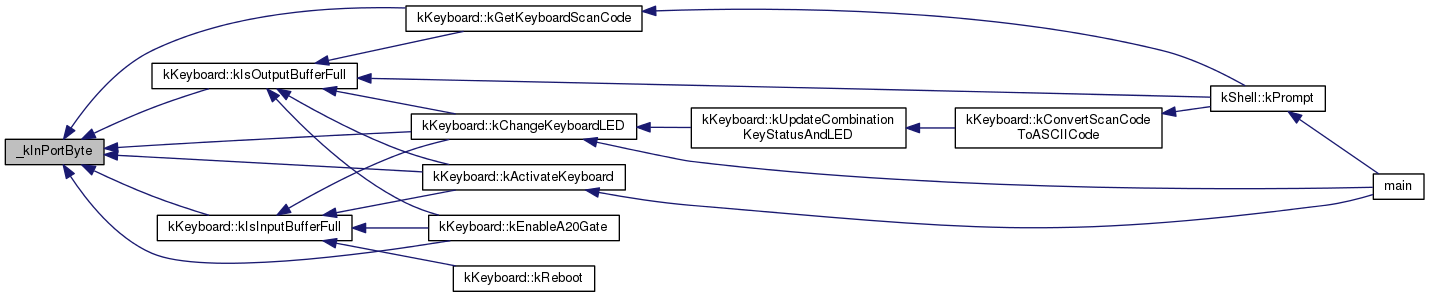 kKeyboard::kGetKeyboardScanCode
kKeyboard::kIsOutputBufferFull
kShell::kPrompt
kKeyboard::kChangeKeyboardLED
kKeyboard::kUpdateCombination
KeyStatusAndLED
kKeyboard::kConvertScanCode
ToASCIICode
_kInPortByte
kKeyboard::kActivateKeyboard
main
kKeyboard::kIsInputBufferFull
kKeyboard::kEnableA20Gate
kKeyboard::kReboot